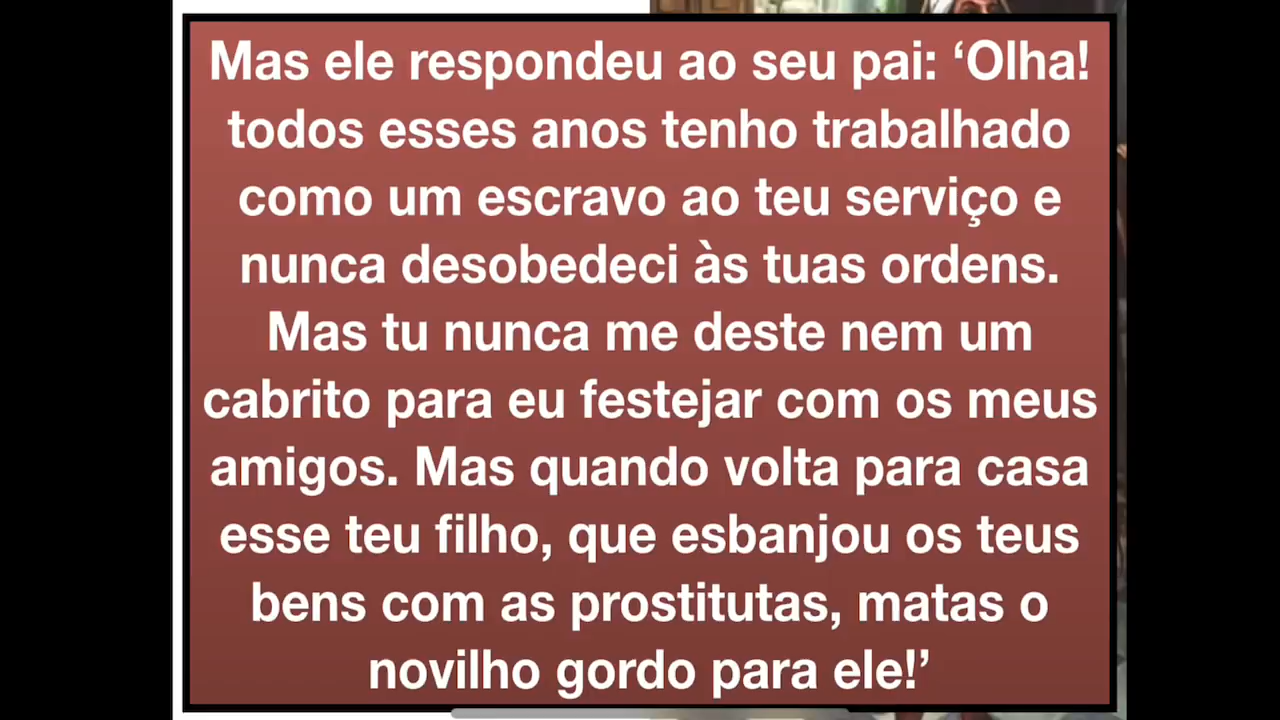 Mas ele respondeu ao seu pai: ‘Olha!
todos esses anos tenho trabalhado
como um escravo ao teu serviço e
nunca desobedeci às tuas ordens.
Mas tu nunca me deste nem um
cabrito para eu festejar com os meus
amigos. Mas quando volta para casa
esse teu filho, que esbanjou os teus
bens com as prostitutas, matas o
novilho gordo para ele!’